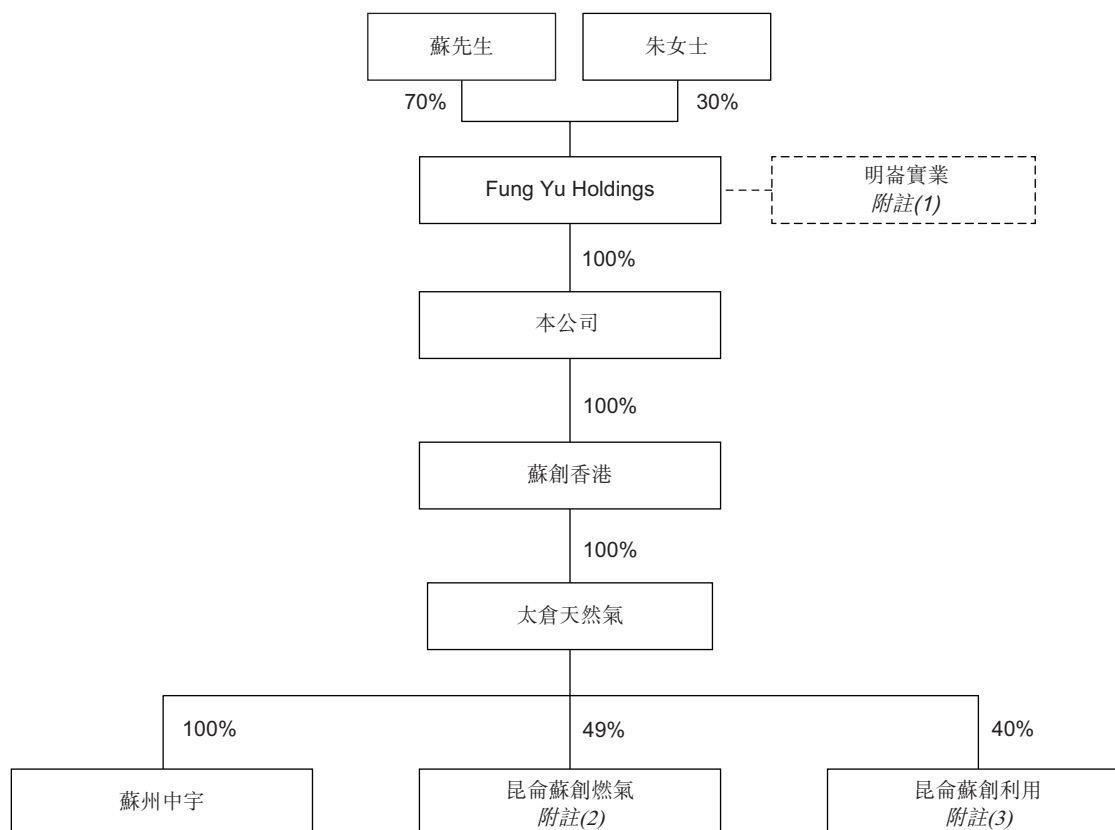 蘇先生
朱女士
70%
30%
Fung Yu Holdings
明崙實業
附註(1)
100%
本公司
100%
蘇創香港
100%
太倉天然氣
100%
49%
40%
蘇州中宇
昆侖蘇創燃氣
附註(2)
昆侖蘇創利用
附註(3)